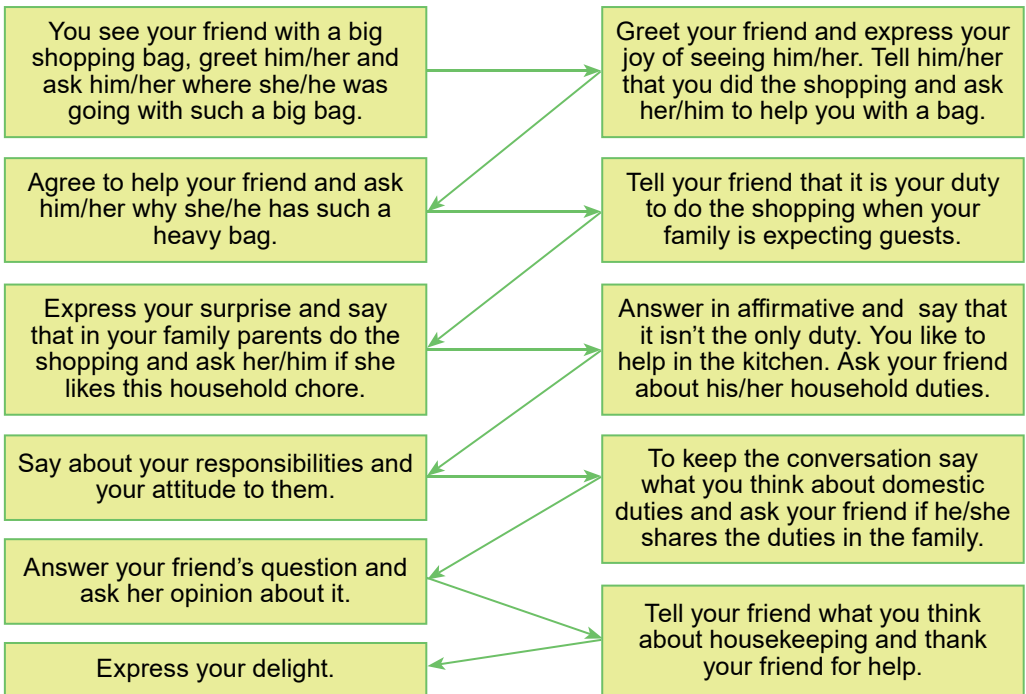 You see your friend with a big
shopping bag, greet him/her and
ask him/her where she/he was
going with such a big bag.
Greet your friend and express your
joy of seeing him/her. Tell him/her
that you did the shopping and ask
her/him to help you with a bag.
Agree to help your friend and ask
him/her why she/he has such a
heavy bag.
Tell your friend that it is your duty
to do the shopping when your
family is expecting guests.
Express your surprise and say
that in your family parents do the
shopping and ask her/him if she
likes this household chore.
Answer in affirmative and  say that
it isn’t the only duty. You like to
help in the kitchen. Ask your friend
about his/her household duties.
Say about your responsibilities and
your attitude to them.
To keep the conversation say
what you think about domestic
duties and ask your friend if he/she
shares the duties in the family.
Answer your friend’s question and
ask her opinion about it.
Tell your friend what you think
about housekeeping and thank
your friend for help.
Express your delight.